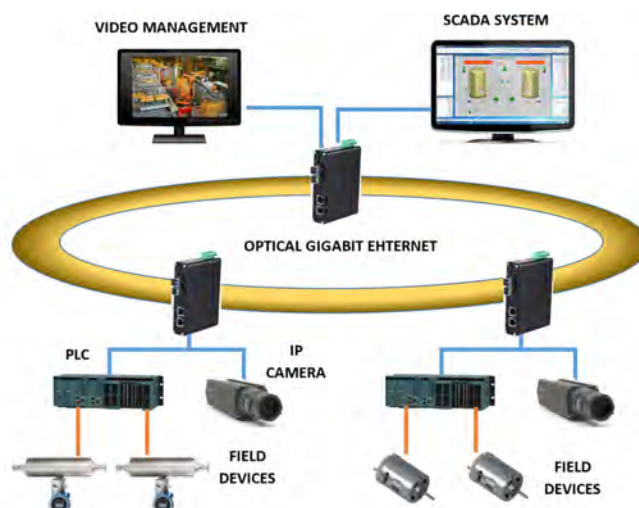 VIDEO MANAGEMENT
SCADA SYSTEM
OPTICAL GIGABIT EHTERNET
PLC
IP
CAMERA
FIELD
DEVICES
FIELD
DEVICES